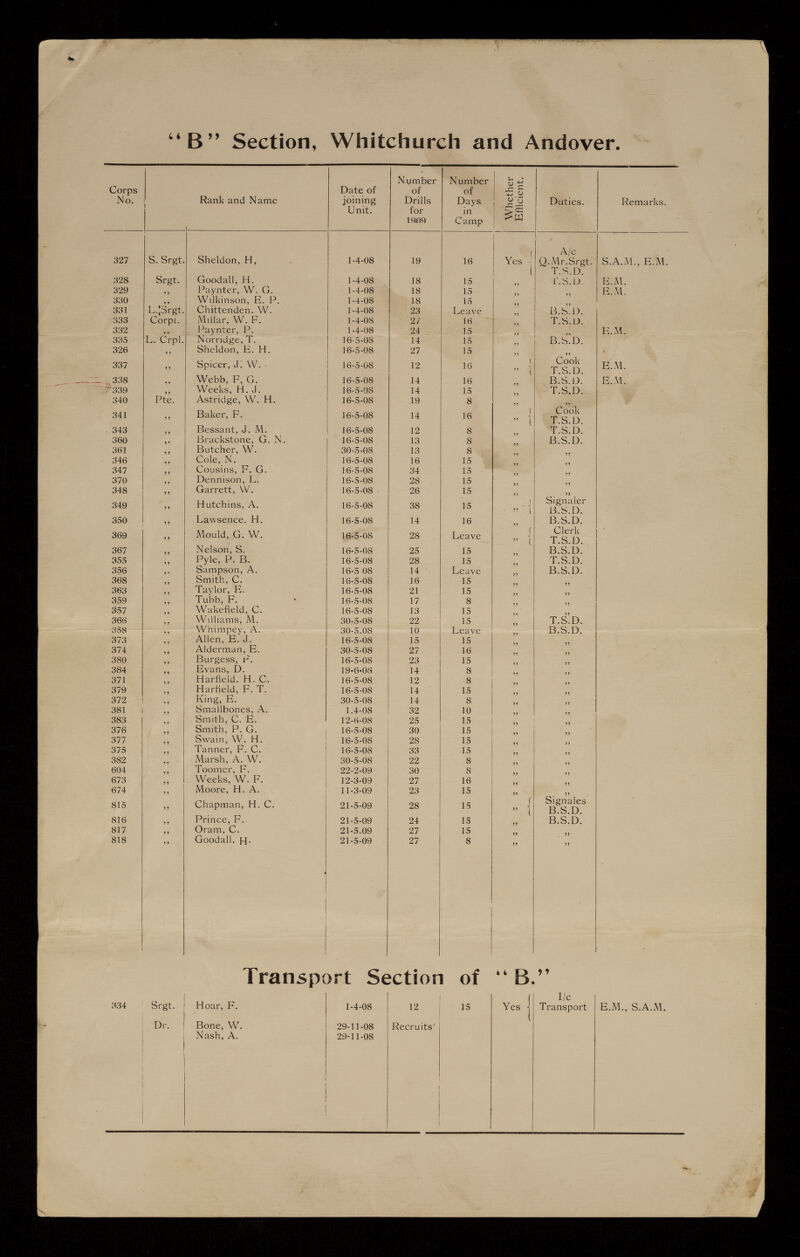 “B” Section, Whitchurch and Andover.
Corps No. Rank and Name Date of joining Unit. Number of Drills for 1909 Number of Days in Camp Whether Efficient. Duties. Remarks.
327 S. Srgt. Sheldon, H, 1-4-08 19 16 Yes A/c Q.Mr.Srgt. T.S.D. S.A.M., E.M.
328 Srgt. Goodall, H. 1-4-08 18 15 ,, T.S.D. E.M.
329 ,, Paynter, W. G. 1-4-08 18 15 ,, ,, E.M.
330 ,, Wilkinson, E. P. 1-4-08 18 15 ,, ,,
331 L.Srgt. Chittenden. W. 1-4-08 23 Leave ,, B.S.D.
333 Corpl. Millar, W. F. 1-4-08 27 16 ,, T.S.D.
332 ,, Paynter, P. 1-4-08 24 15 ,, ,, E.M.
335 L. Crpl. Norridge, T. 16-5-08 14 15 ,, B.S.D.
326 ,, Sheldon, E. H. 16-5-08 27 15 ,, ,,
337 ,, Spicer, J. W. 16-5-08 12 16 ,, Cook T.S.D. E.M.
338 ,, Webb, F, G. 16-5-08 14 16 ,, B.S.D. E.M.
339 ,, Weeks, H. J. 16-5-08 14 15 ,, T.S.D.
340 Pte. Astridge, W. H. 16-5-08 19 8 ,, ,,
341 ,, Baker, F. 16-5-08 14 16 ,, Cook T.S.D.
343 ,, Bessant, J. M. 16-5-08 12 8 ,, T.S.D.
360 ,, Brackstone, G. N. 16-5-08 13 8 ,, B.S.D.
361 ,, Butcher, W. 30-5-08 13 8 ,, ,,
346 ,, Cole, N. 16-5-08 16 15 ,, ,,
347 ,, Cousins, F. G. 16-5-08 34 15 ,, ,,
370 ,, Dennison, L. 16-5-08 28 15 ,, ,,
348 ,, Garrett, W. 16-5-08 26 15 ,, ,,
349 ,, Hutchins, A. 16-5-08 38 15 ,, Signaler B.S.D.
350 ,, Lawsence. H. 16-5-08 14 16 ,, B.S.D.
369 ,, Mould, G. W. 16-5-08 28 Leave ,, Clerk T.S.D.
367 ,, Nelson, S. 16-5-08 25 15 ,, B.S.D.
355 ,, Pyle, P. B. 16-5-08 28 15 ,, T.S.D.
356 ,, Sampson, A. 16-5 08 14 Leave ,, B.S.D.
368 ,, Smith, C. 16-5-08 16 15 ,, ,,
363 ,, Taylor, E. 16-5-08 21 15 ,, ,,
359 ,, Tubb, F. 16-5-08 17 8 ,, ,,
357 ,, Wakefield, C. 16-5-08 13 15 ,, ,,
366 ,, Williams, M. 30-5-08 22 15 ,, T.S.D.
358 ,, Whimpey, A. 30-5.08 10 Leave ,, B.S.D.
373 ,, Allen, E. J. 16-5-08 15 15 ,, ,,
374 ,, Alderman, E. 30-5-08 27 16 ,, ,,
380 ,, Burgess, F. 16-5-08 23 15 ,, ,,
384 ,, Evans, D. 19-6-08 14 8 ,, ,,
371 ,, Harfield. H. C. 16-5-08 12 8 ,, ,,
379 ,, Harfield, F. T. 16-5-08 14 15 ,, ,,
372 ,, King, E. 30-5-08 14 8 ,, ,,
381 ,, Smallbones, A. 1.4-08 32 10 ,, ,,
383 ,, Smith, C. E. 12-6-08 25 15 ,, ,,
376 ,, Smith, P. G. 16-5-08 30 15 ,, ,,
377 ,, Swain, W. H. 16-5-08 28 15 ,, ,,
375 ,, Tanner, F. C. 16-5-08 33 15 ,, ,,
382 ,, Marsh, A. W. 30-5-08 22 8 ,, ,,
604 ,, Toomer, F. 22-2-09 30 8 ,, ,,
673 ,, Weeks, W. F. 12-3-09 27 16 ,, ,,
674 ,, Moore, H. A. 11-3-09 23 15 ,, ,,
815 ,, Chapman, H. C. 21-5-09 28 15 ,, Signales B.S.D.
816 ,, Prince, F. 21-5-09 24 15 ,, B.S.D.
817 ,, Oram, C. 21-5.09 27 15 ,, ,,
818 ,, Goodall, H. 21-5-09 27 8 ,, ,,
Transport Section of “B.”
334 Srgt. Hoar, F. 1-4-08 12 15 Yes I/c Transport E.M., S.A.M.
Dr. Bone, W. 29-11-08 Recruits'
Nash, A. 29-11-08